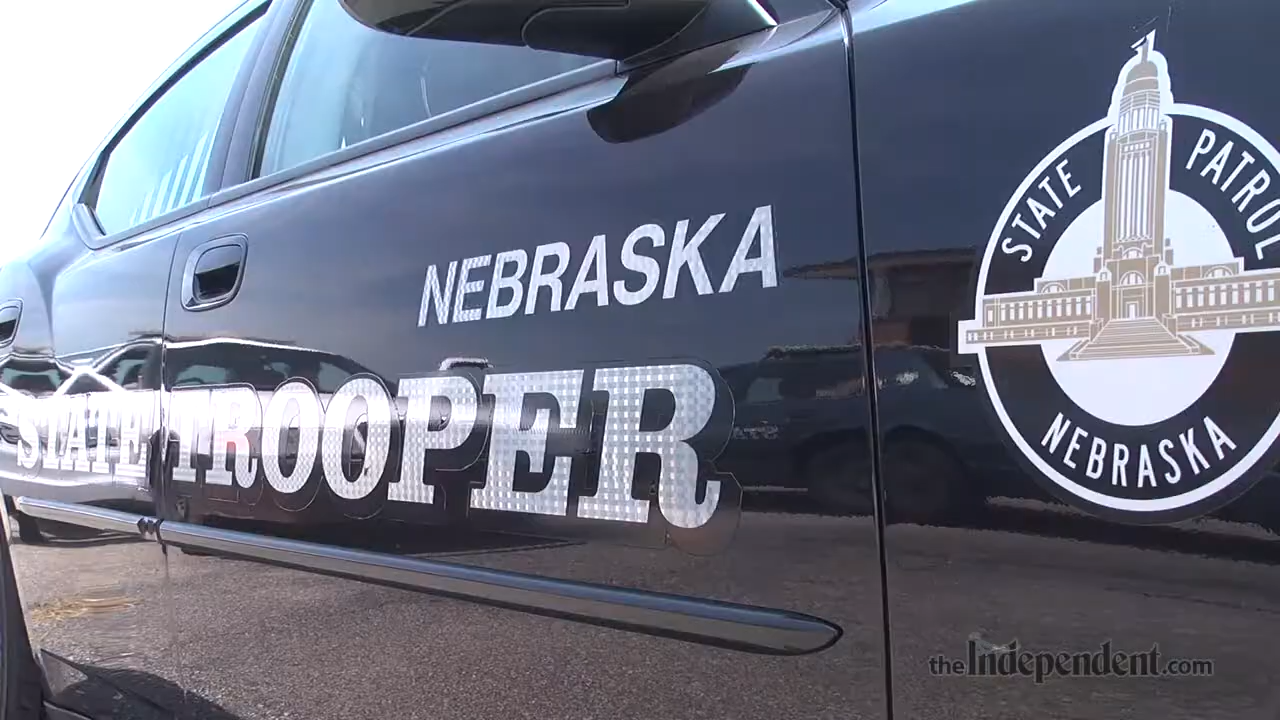 NEBRASKA
STATE TROOPER
STATE PATROL
NEBRASKA
theIndependent.com